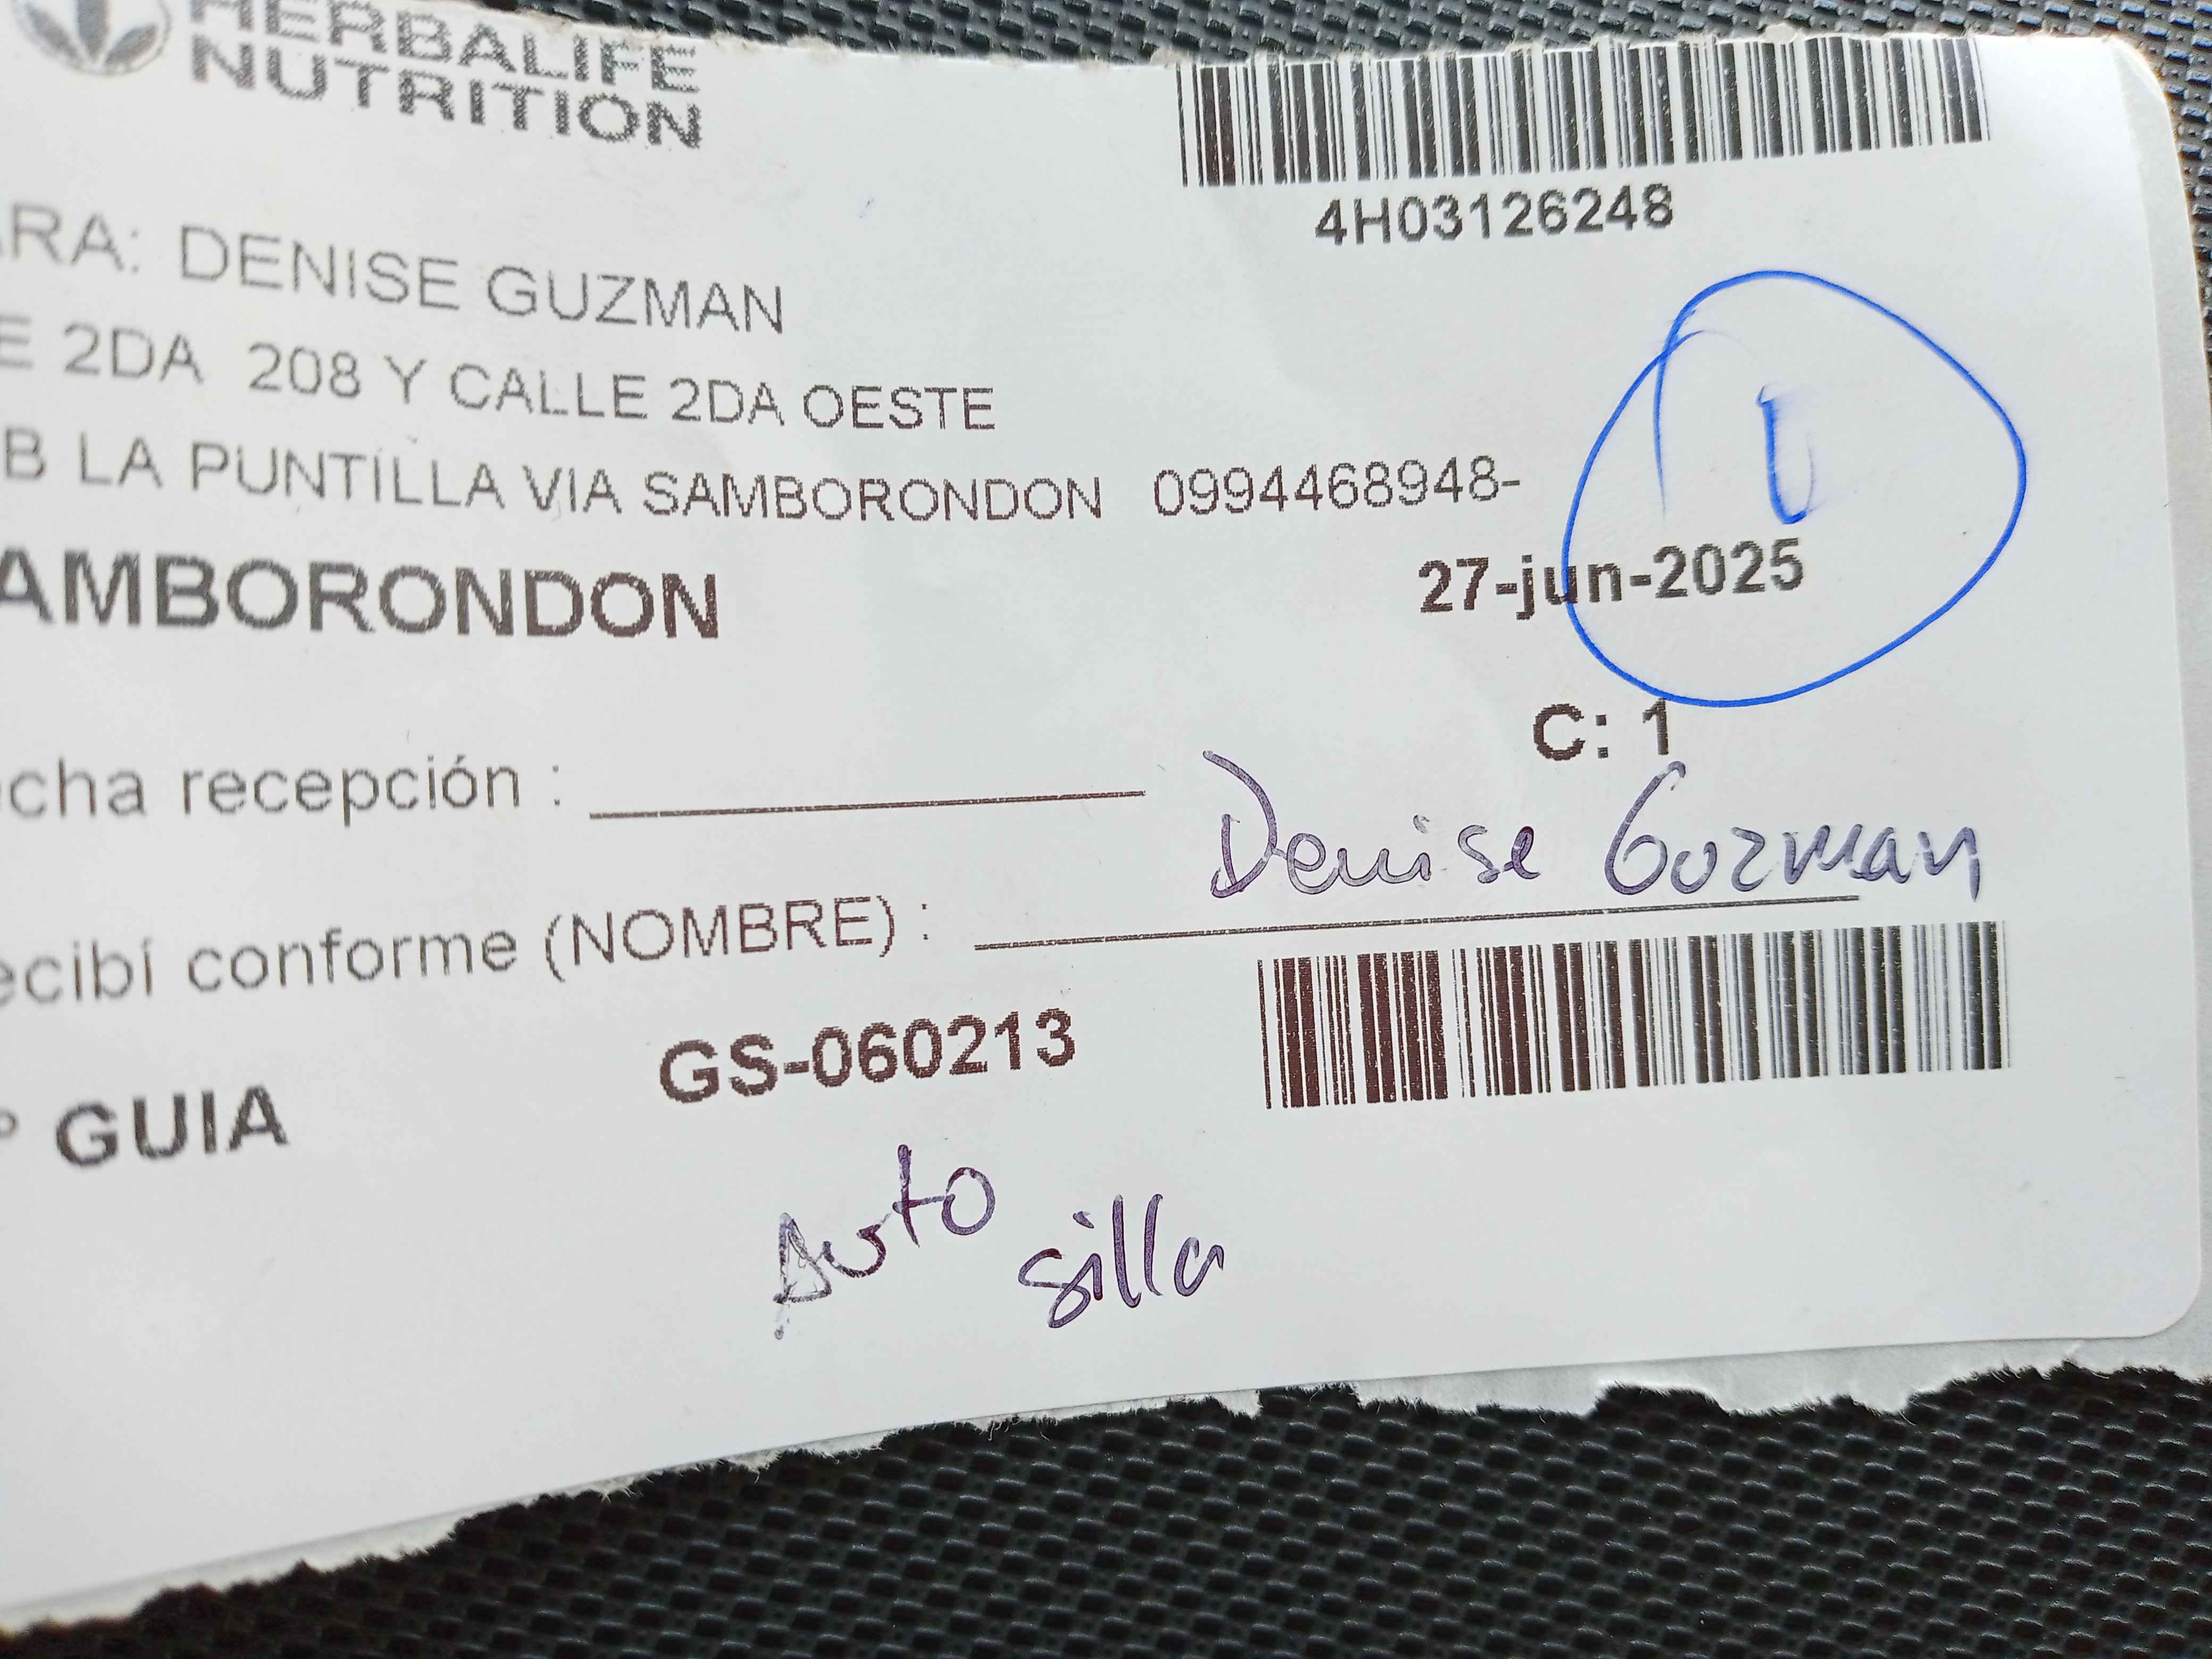 HERBALIFE
NUTRITION
4H03126248
ARA: DENISE GUZMAN
E 2DA 208 Y CALLE 2DA OESTE
B LA PUNTILLA VIA SAMBORONDON 0994468948-
AMBORONDON
27-jun-2025
C: 1
echa recepción :
Denise Guzman
ecibí conforme (NOMBRE) :
GS-060213
° GUIA
Auto
silla